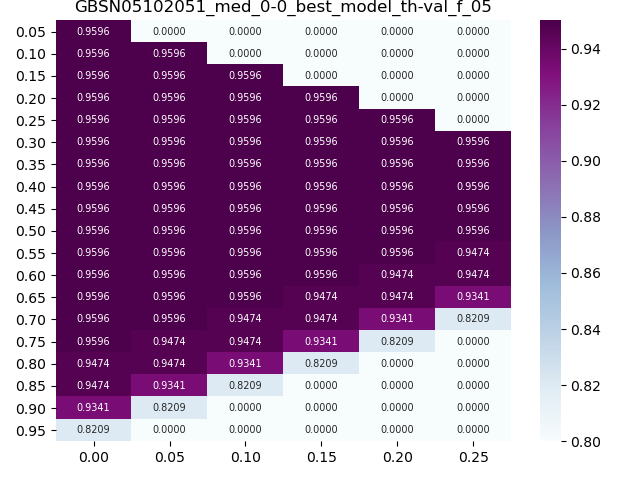 GBSN05102051_med_0-0_best_model_th-val_f_05
0.05 0.9596 0.0000 0.0000 0.0000 0.0000 0.0000
0.10 0.9596 0.9596 0.0000 0.0000 0.0000 0.0000
0.15 0.9596 0.9596 0.9596 0.0000 0.0000 0.0000
0.20 0.9596 0.9596 0.9596 0.9596 0.0000 0.0000
0.25 0.9596 0.9596 0.9596 0.9596 0.9596 0.0000
0.30 0.9596 0.9596 0.9596 0.9596 0.9596 0.9596
0.35 0.9596 0.9596 0.9596 0.9596 0.9596 0.9596
0.40 0.9596 0.9596 0.9596 0.9596 0.9596 0.9596
0.45 0.9596 0.9596 0.9596 0.9596 0.9596 0.9596
0.50 0.9596 0.9596 0.9596 0.9596 0.9596 0.9596
0.55 0.9596 0.9596 0.9596 0.9596 0.9596 0.9474
0.60 0.9596 0.9596 0.9596 0.9596 0.9474 0.9474
0.65 0.9596 0.9596 0.9596 0.9474 0.9474 0.9341
0.70 0.9596 0.9596 0.9474 0.9474 0.9341 0.8209
0.75 0.9596 0.9474 0.9474 0.9341 0.8209 0.0000
0.80 0.9474 0.9474 0.9341 0.8209 0.0000 0.0000
0.85 0.9474 0.9341 0.8209 0.0000 0.0000 0.0000
0.90 0.9341 0.8209 0.0000 0.0000 0.0000 0.0000
0.95 0.8209 0.0000 0.0000 0.0000 0.0000 0.0000
0.00 0.05 0.10 0.15 0.20 0.25
0.94
0.92
0.90
0.88
0.86
0.84
0.82
0.80